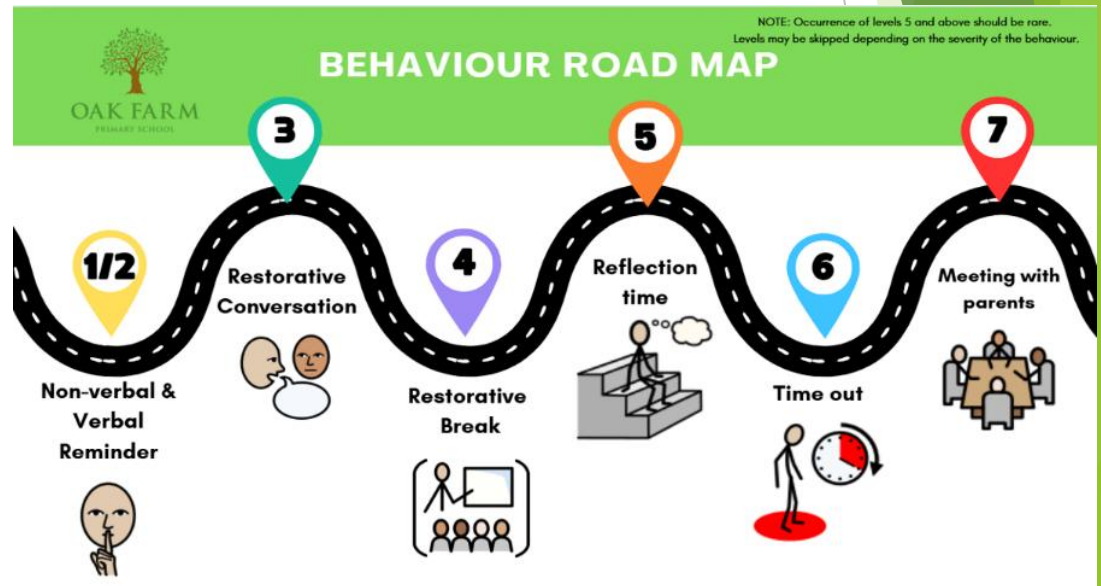 NOTE: Occurrence of levels 5 and above should be rare.
Levels may be skipped depending on the severity of the behaviour.
BEHAVIOUR ROAD MAP
OAK FARM
PRIMARY SCHOOL
1/2
Non-verbal &
Verbal
Reminder
3
Restorative
Conversation
4
Restorative
Break
5
Reflection
time
6
Time out
7
Meeting with
parents